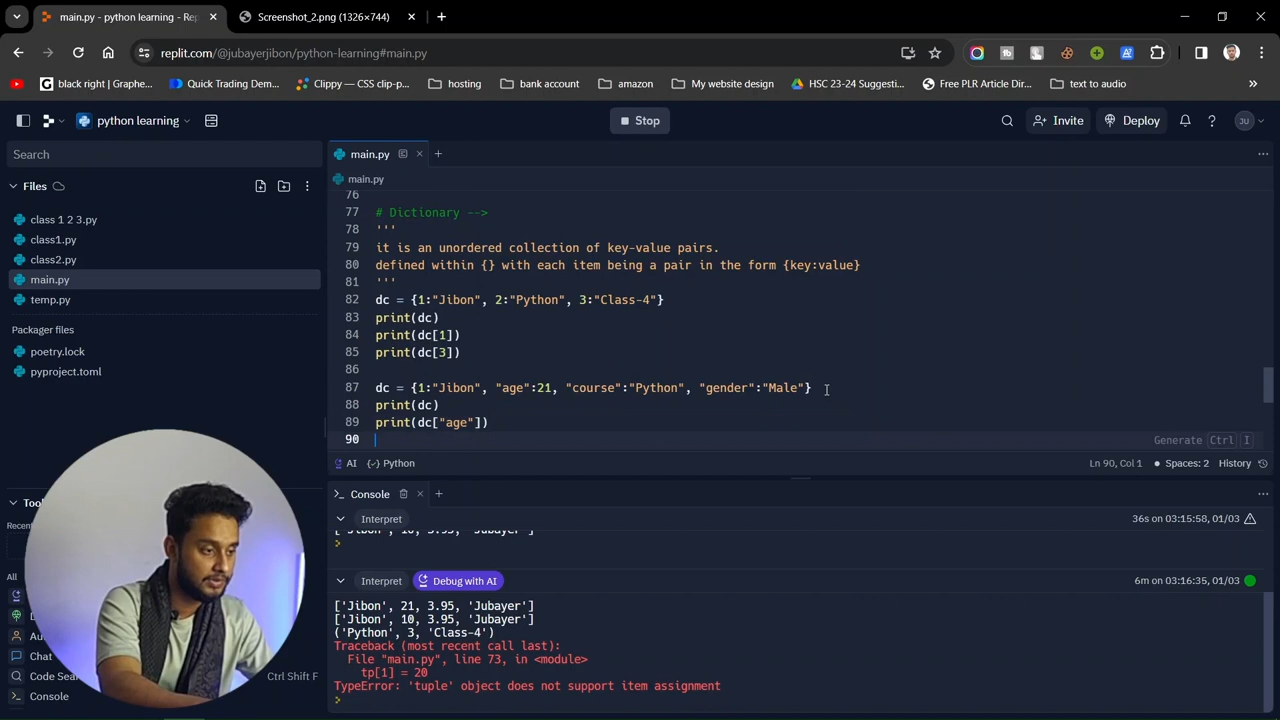 main.py - python learning - Rep
Screenshot_2.png (1326×744)
replit.com/@jubayerjibon/python-learning#main.py
black right | Graphe...
Quick Trading Dem...
Clippy — CSS clip-p...
hosting
bank account
amazon
My website design
HSC 23-24 Suggesti...
Free PLR Article Dir...
text to audio
python learning
Stop
Invite
Deploy
JU
Search
main.py
Files
main.py
class 1 2 3.py
class1.py
class2.py
main.py
temp.py
Packager files
poetry.lock
pyproject.toml
76
77 # Dictionary -->
78 '''
79 it is an unordered collection of key-value pairs.
80 defined within {} with each item being a pair in the form {key:value}
81 '''
82 dc = {1:"Jibon", 2:"Python", 3:"Class-4"}
83 print(dc)
84 print(dc[1])
85 print(dc[3])
86
87 dc = {1:"Jibon", "age":21, "course":"Python", "gender":"Male"}
88 print(dc)
89 print(dc["age"])
90
Generate Ctrl I
AI
Python
Ln 90, Col 1
Spaces: 2
History
Console
Interpret
36s on 03:15:58, 01/03
['Jibon', 10, 3.95, 'Jubayer']
Interpret
Debug with AI
6m on 03:16:35, 01/03
['Jibon', 21, 3.95, 'Jubayer']
['Jibon', 10, 3.95, 'Jubayer']
('Python', 3, 'Class-4')
Traceback (most recent call last):
File "main.py", line 73, in <module>
tp[1] = 20
TypeError: 'tuple' object does not support item assignment
Recent
All
Chat
Code Sea
Ctrl Shift F
Console